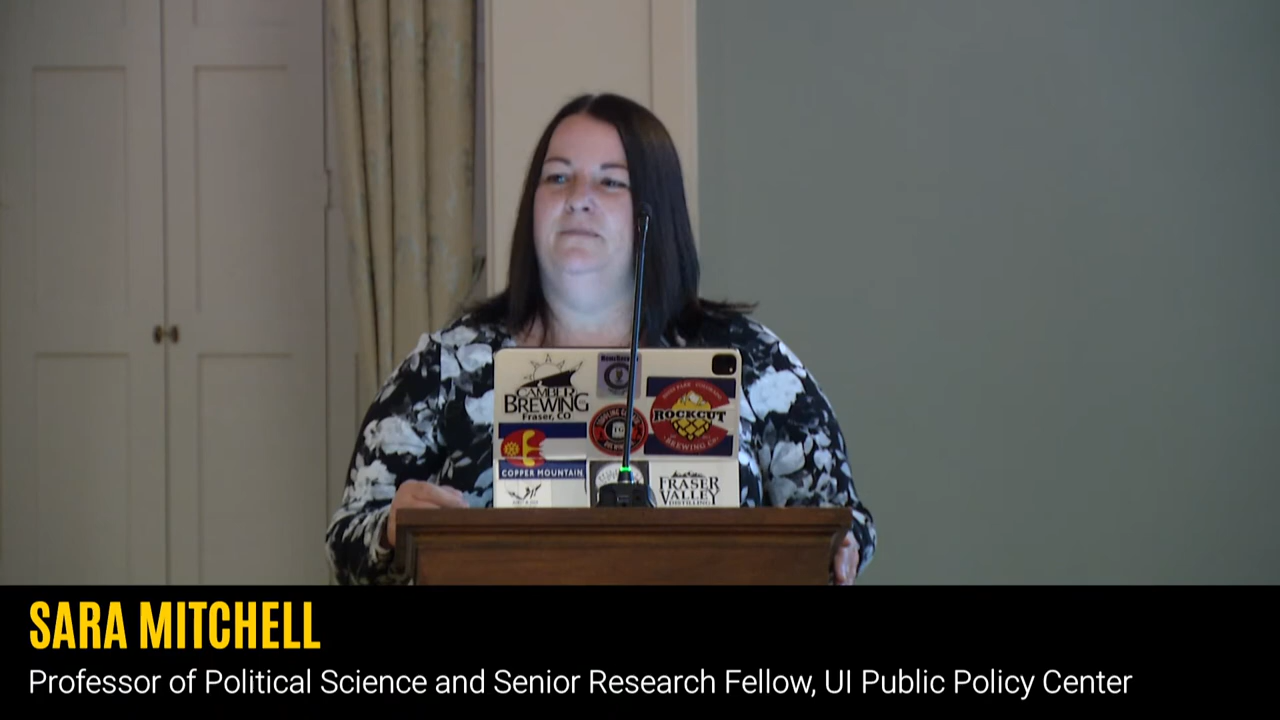 CAMBER
BREWING
Fraser, CO
ROCKCUT
BREWING CO.
COPPER MOUNTAIN
FRASER
VALLEY
DISTILLING
SARA MITCHELL
Professor of Political Science and Senior Research Fellow, UI Public Policy Center